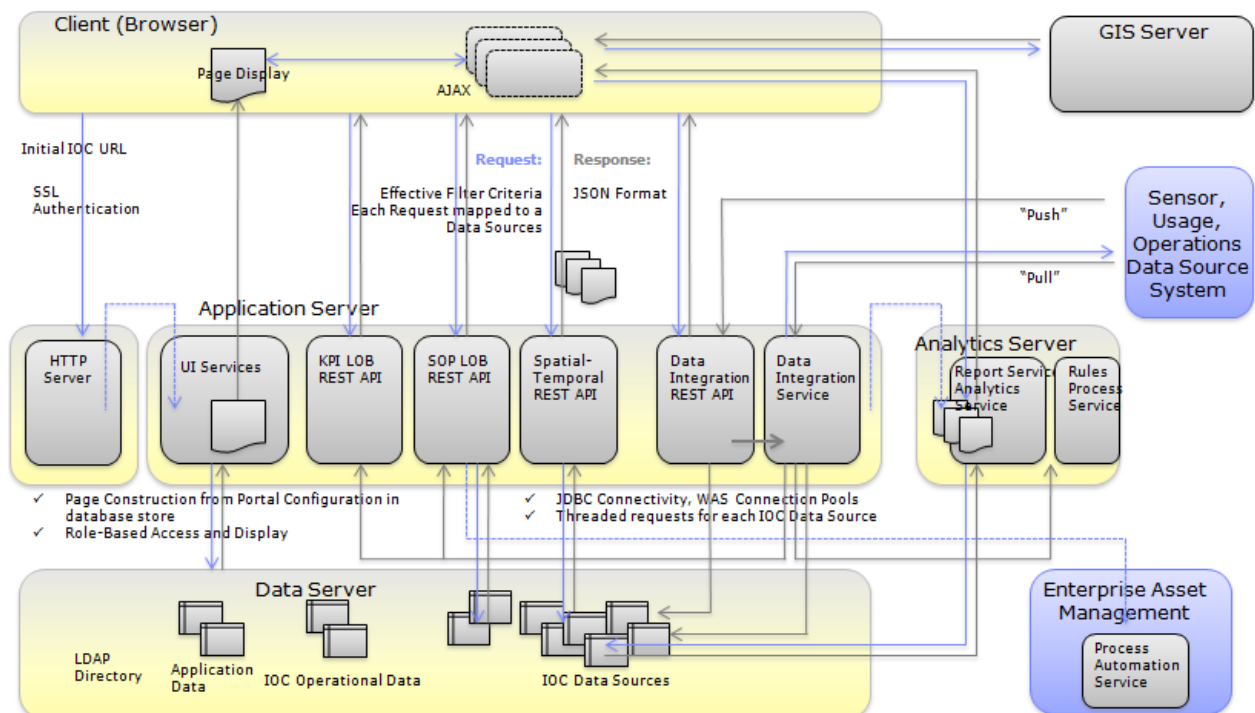 Client (Browser)
GIS Server
Page Display
AJAX
Initial IOC URL
SSL
Authentication
Request:
Response:
Effective Filter Criteria
Each Request mapped to a
Data Sources
JSON Format
"Push"
"Pull"
Sensor,
Usage,
Operations
Data Source
System
Application Server
Analytics Server
HTTP
Server
UI Services
KPI LOB
REST API
SOP LOB
REST API
Spatial-
Temporal
REST API
Data
Integration
REST API
Data
Integration
Service
Report Service
Analytics
Service
Rules
Process
Service
✓ Page Construction from Portal Configuration in
database store
✓ Role-Based Access and Display
✓ JDBC Connectivity, WAS Connection Pools
✓ Threaded requests for each IOC Data Source
Data Server
LDAP
Directory
Application
Data
IOC Operational Data
IOC Data Sources
Enterprise Asset
Management
Process
Automation
Service